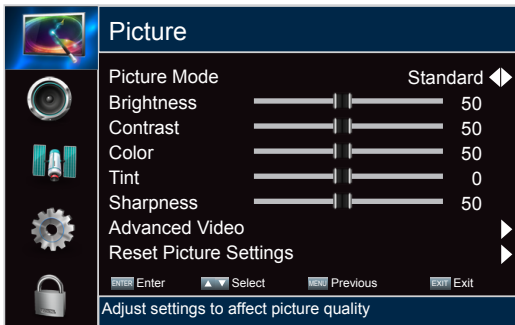 Picture
Picture Mode Standard
Brightness 50
Contrast 50
Color 50
Tint 0
Sharpness 50
Advanced Video
Reset Picture Settings
ENTER Enter Select MENU Previous EXIT Exit
Adjust settings to affect picture quality